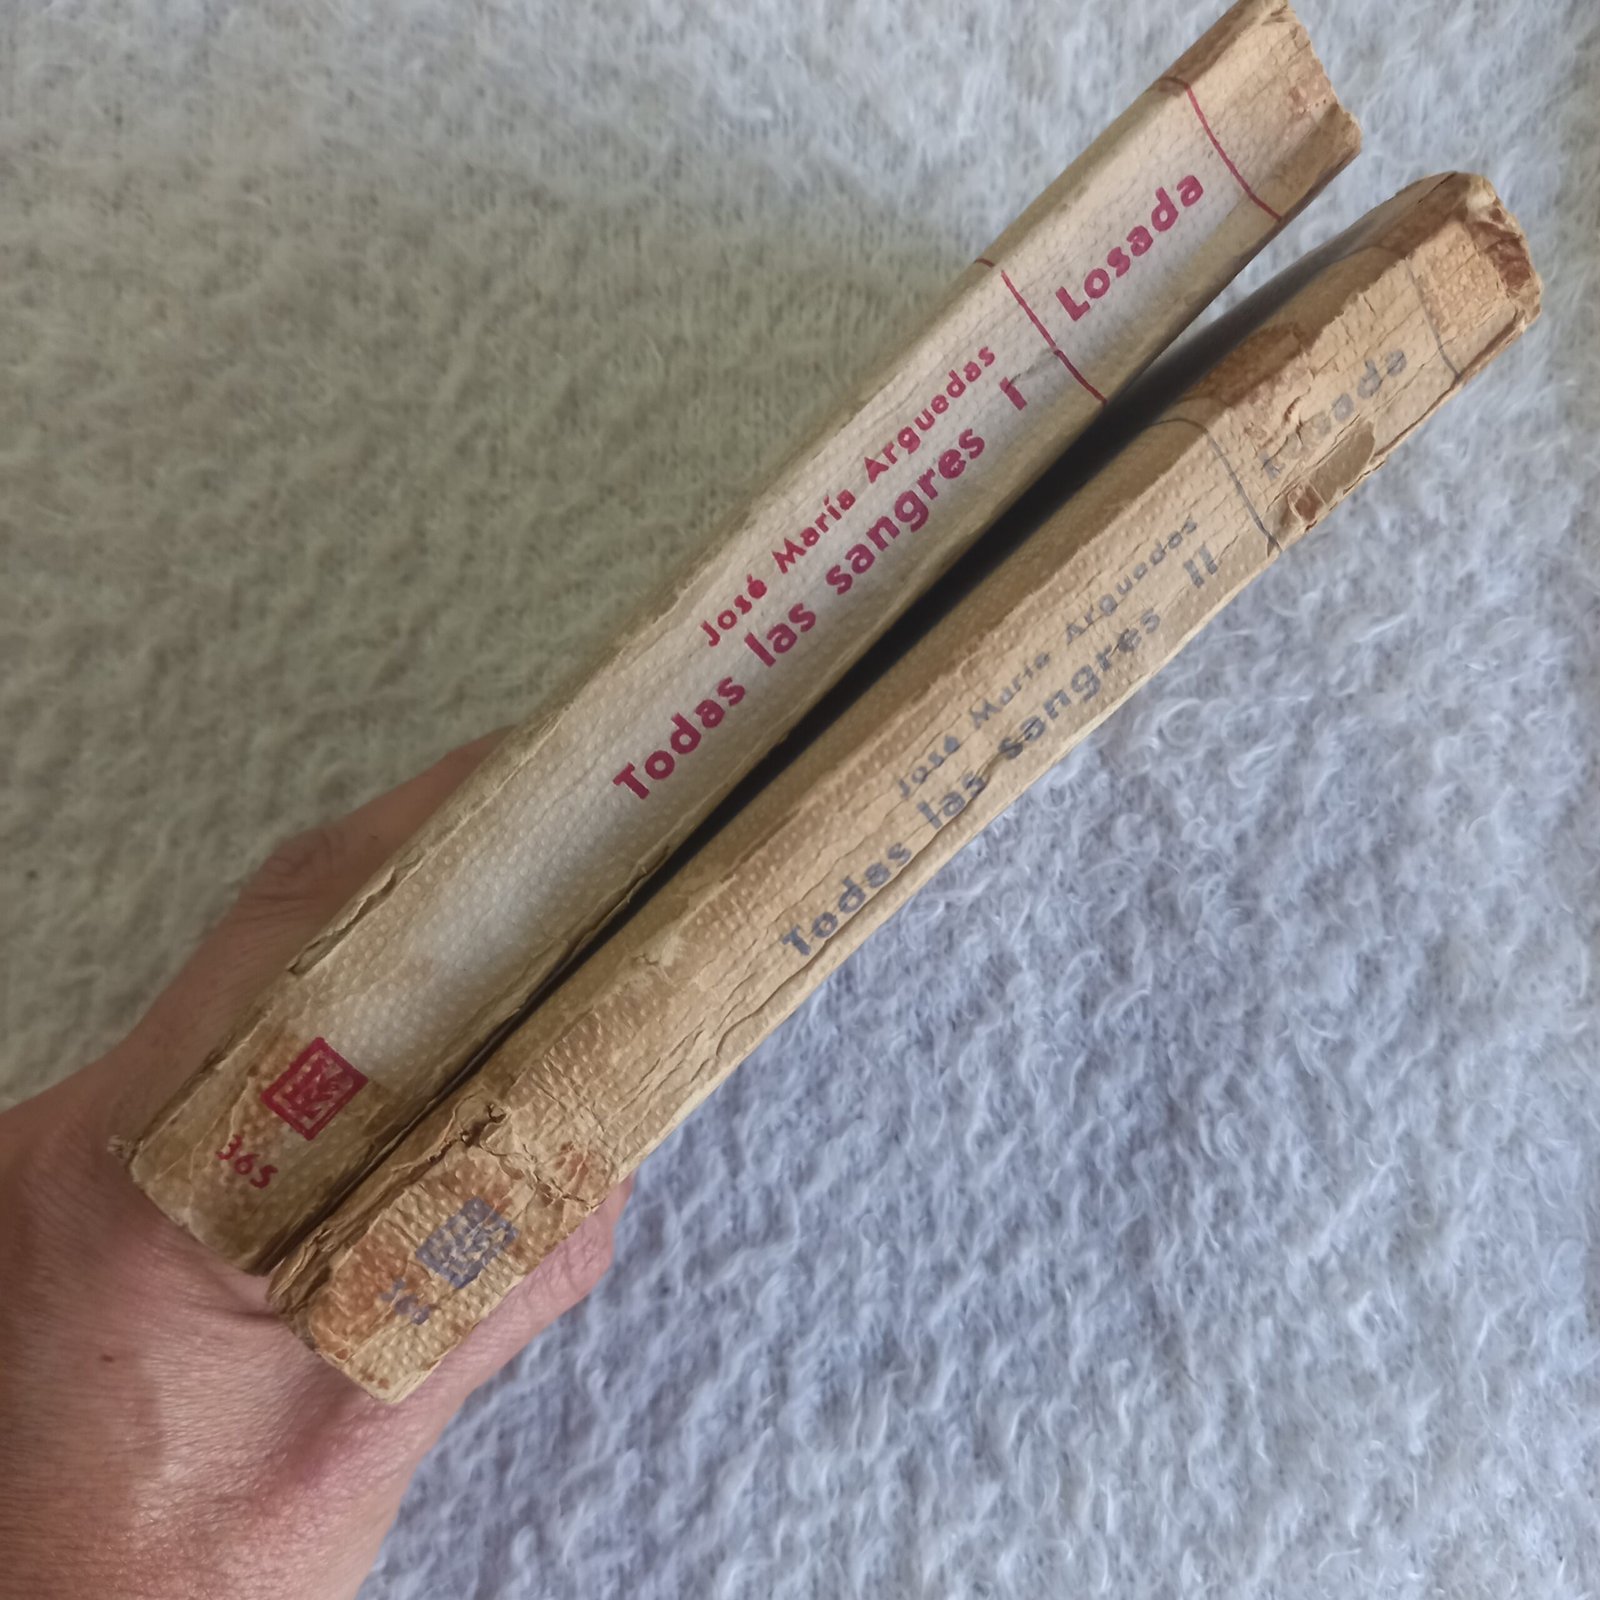 Losada
José María Arguedas
Todas las sangres I
365
Losada
José María Arguedas
Todas las sangres II